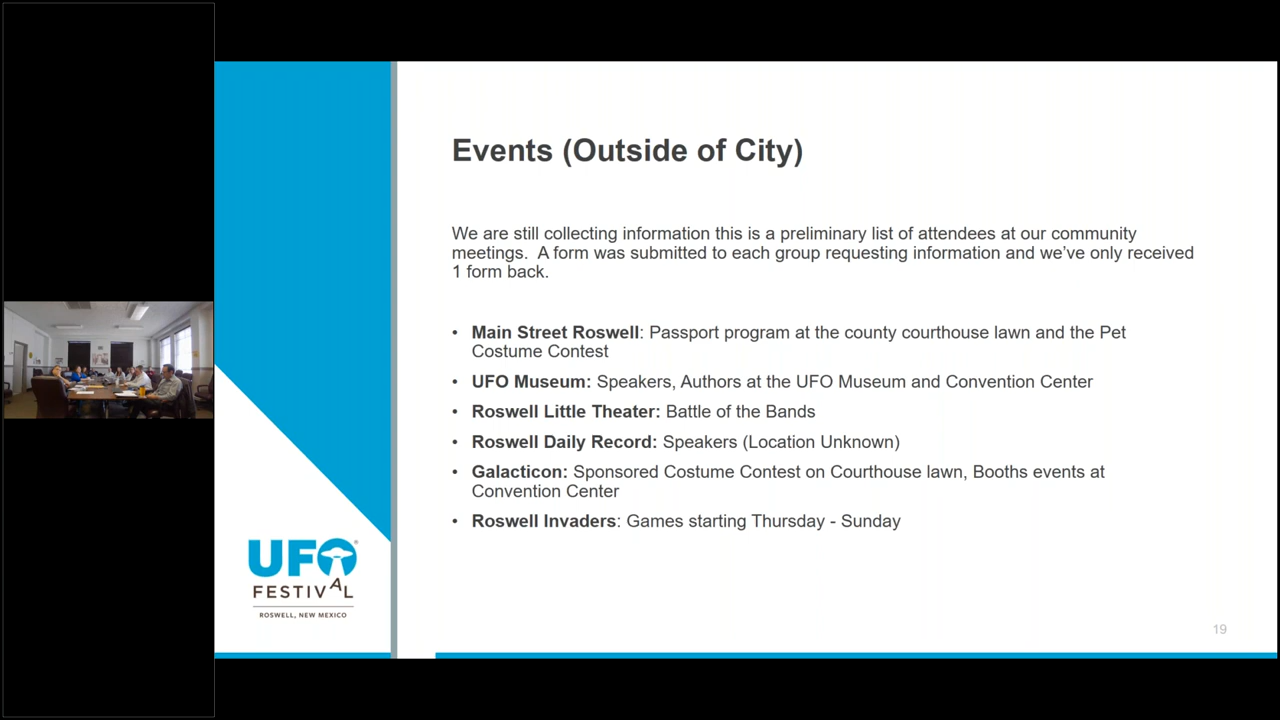 Events (Outside of City)
We are still collecting information this is a preliminary list of attendees at our community
meetings.  A form was submitted to each group requesting information and we've only received
1 form back.
• Main Street Roswell: Passport program at the county courthouse lawn and the Pet
Costume Contest
• UFO Museum: Speakers, Authors at the UFO Museum and Convention Center
• Roswell Little Theater: Battle of the Bands
• Roswell Daily Record: Speakers (Location Unknown)
• Galacticon: Sponsored Costume Contest on Courthouse lawn, Booths events at
Convention Center
• Roswell Invaders: Games starting Thursday - Sunday
UFO
FESTIVAL
ROSWELL, NEW MEXICO
19